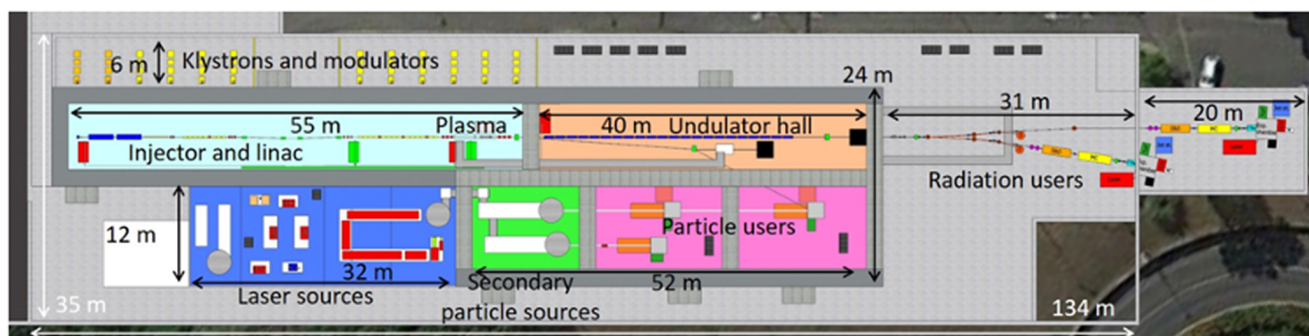 24 m
6 m
Klystrons and modulators
31 m
20 m
55 m
Plasma
40 m
Undulator hall
Injector and linac
Radiation users
12 m
Particle users
32 m
Secondary
particle sources
52 m
Laser sources
35 m
134 m